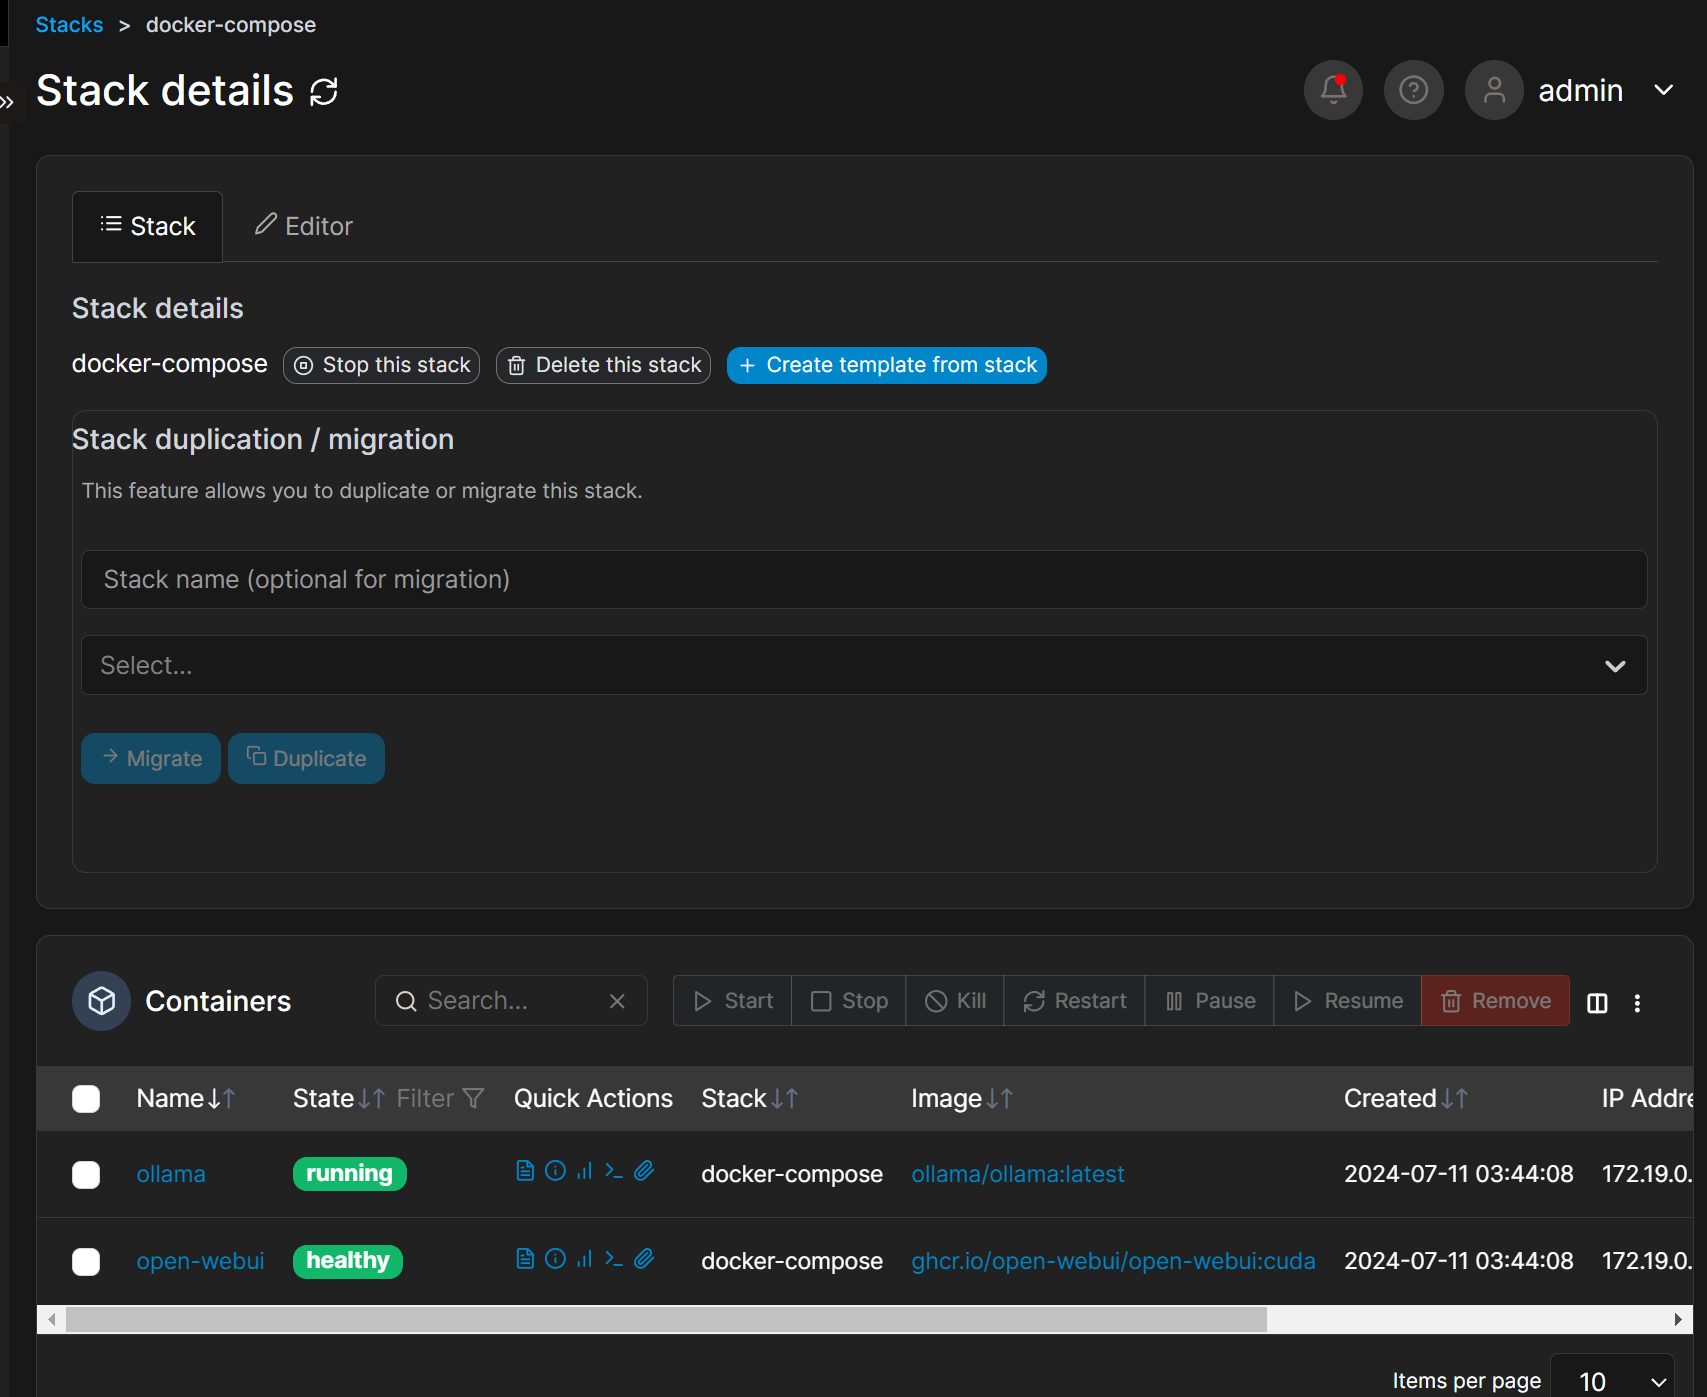 Stacks > docker-compose
Stack details
admin
Stack
Editor
Stack details
docker-compose Stop this stack Delete this stack + Create template from stack
Stack duplication / migration
This feature allows you to duplicate or migrate this stack.
Stack name (optional for migration)
Select...
Migrate Duplicate
Containers Search... Start Stop Kill Restart Pause Resume Remove
Name State Filter Quick Actions Stack Image Created IP Addre
ollama running docker-compose ollama/ollama:latest 2024-07-11 03:44:08 172.19.0.
open-webui healthy docker-compose ghcr.io/open-webui/open-webui:cuda 2024-07-11 03:44:08 172.19.0.
Items per page 10